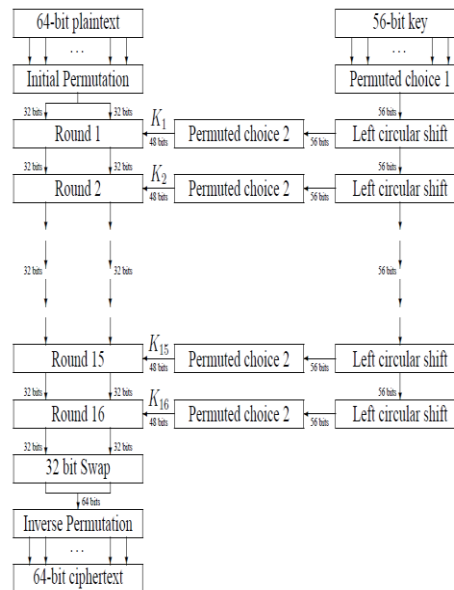 64-bit plaintext 56-bit key
... ...
Initial Permutation Permuted choice 1
32 bits 32 bits 56 bits
Round 1 K1 48 bits Permuted choice 2 56 bits Left circular shift
32 bits 32 bits 56 bits
Round 2 K2 48 bits Permuted choice 2 56 bits Left circular shift
32 bits 32 bits 56 bits
Round 15 K15 48 bits Permuted choice 2 56 bits Left circular shift
32 bits 32 bits 56 bits
Round 16 K16 48 bits Permuted choice 2 56 bits Left circular shift
32 bits 32 bits
32 bit Swap
64 bits
Inverse Permutation
...
64-bit ciphertext